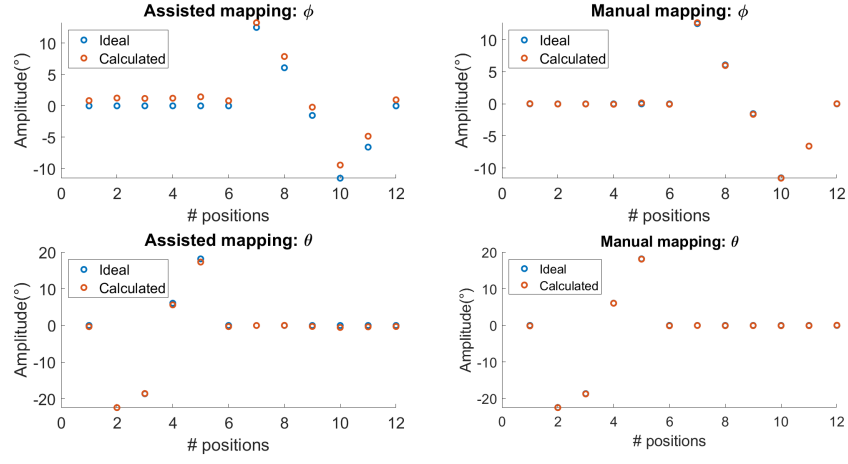 Assisted mapping: ϕ
Amplitude(°)
10
5
0
-5
-10
Ideal
Calculated
0 2 4 6 8 10 12
# positions
Manual mapping: ϕ
Amplitude(°)
10
5
0
-5
-10
Ideal
Calculated
0 2 4 6 8 10 12
# positions
Assisted mapping: θ
Amplitude(°)
20
10
0
-10
-20
Ideal
Calculated
0 2 4 6 8 10 12
# positions
Manual mapping: θ
Amplitude(°)
20
10
0
-10
-20
Ideal
Calculated
0 2 4 6 8 10 12
# positions